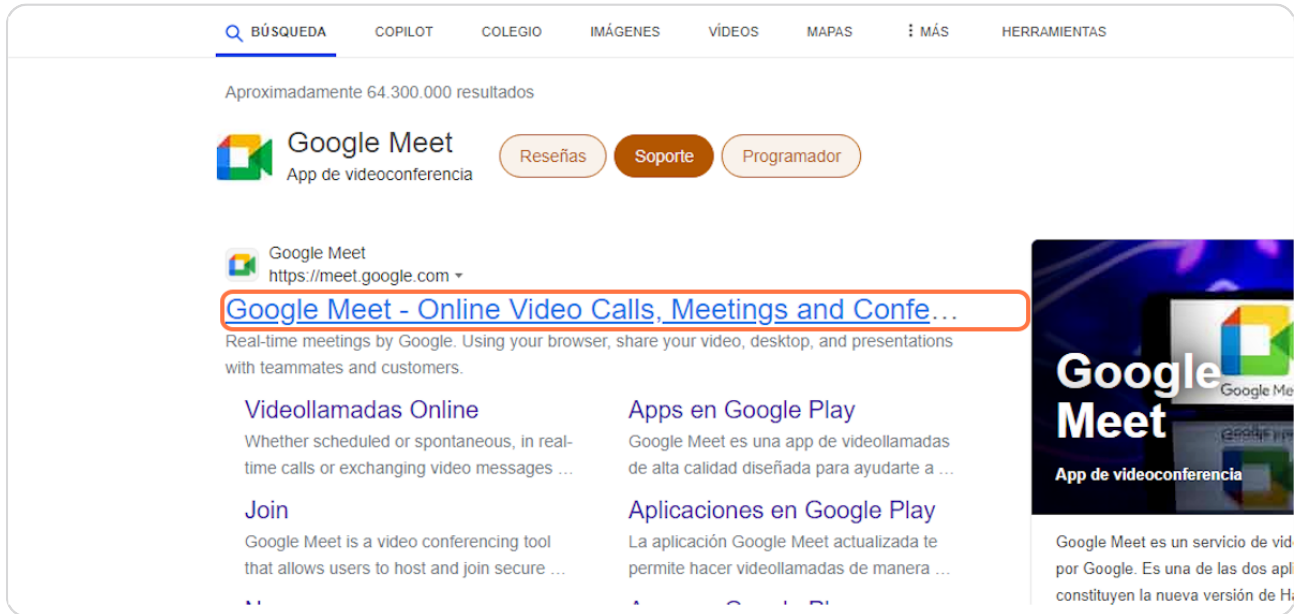 BÚSQUEDA COPILOT COLEGIO IMÁGENES VÍDEOS MAPAS MÁS HERRAMIENTAS
Aproximadamente 64.300.000 resultados
Google Meet
App de videoconferencia
Reseñas Soporte Programador
Google Meet
https://meet.google.com
Google Meet - Online Video Calls, Meetings and Confe...
Real-time meetings by Google. Using your browser, share your video, desktop, and presentations
with teammates and customers.
Videollamadas Online
Whether scheduled or spontaneous, in real-
time calls or exchanging video messages ...
Join
Google Meet is a video conferencing tool
that allows users to host and join secure ...
Apps en Google Play
Google Meet es una app de videollamadas
de alta calidad diseñada para ayudarte a ...
Aplicaciones en Google Play
La aplicación Google Meet actualizada te
permite hacer videollamadas de manera ...
Google Me
Google
Meet
App de videoconferencia
Google Meet es un servicio de vid
por Google. Es una de las dos apl
constituyen la nueva versión de Ha